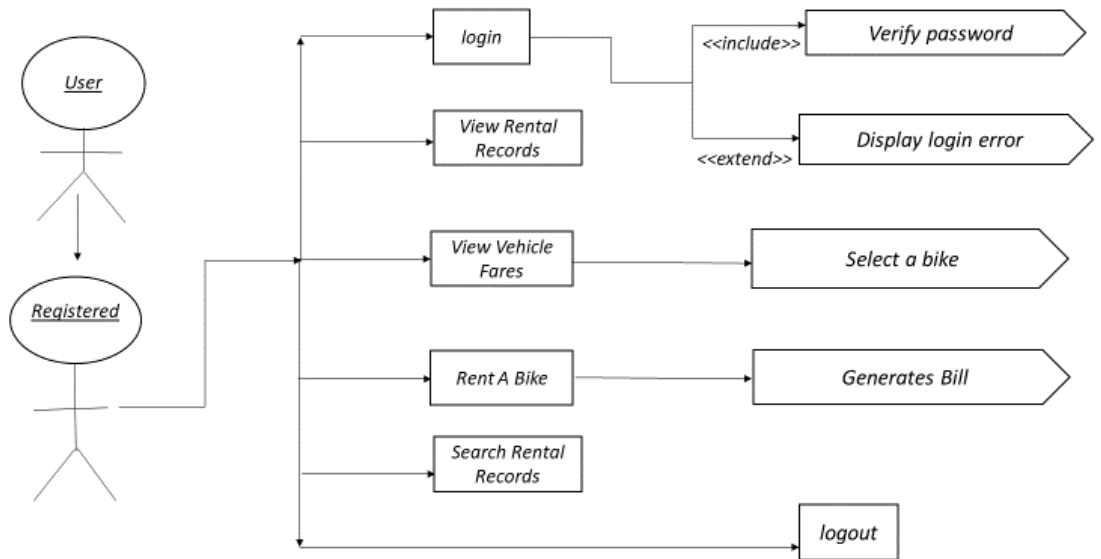 User
Registered
login
View Rental
Records
View Vehicle
Fares
Rent A Bike
Search Rental
Records
logout
<<include>>
<<extend>>
Verify password
Display login error
Select a bike
Generates Bill